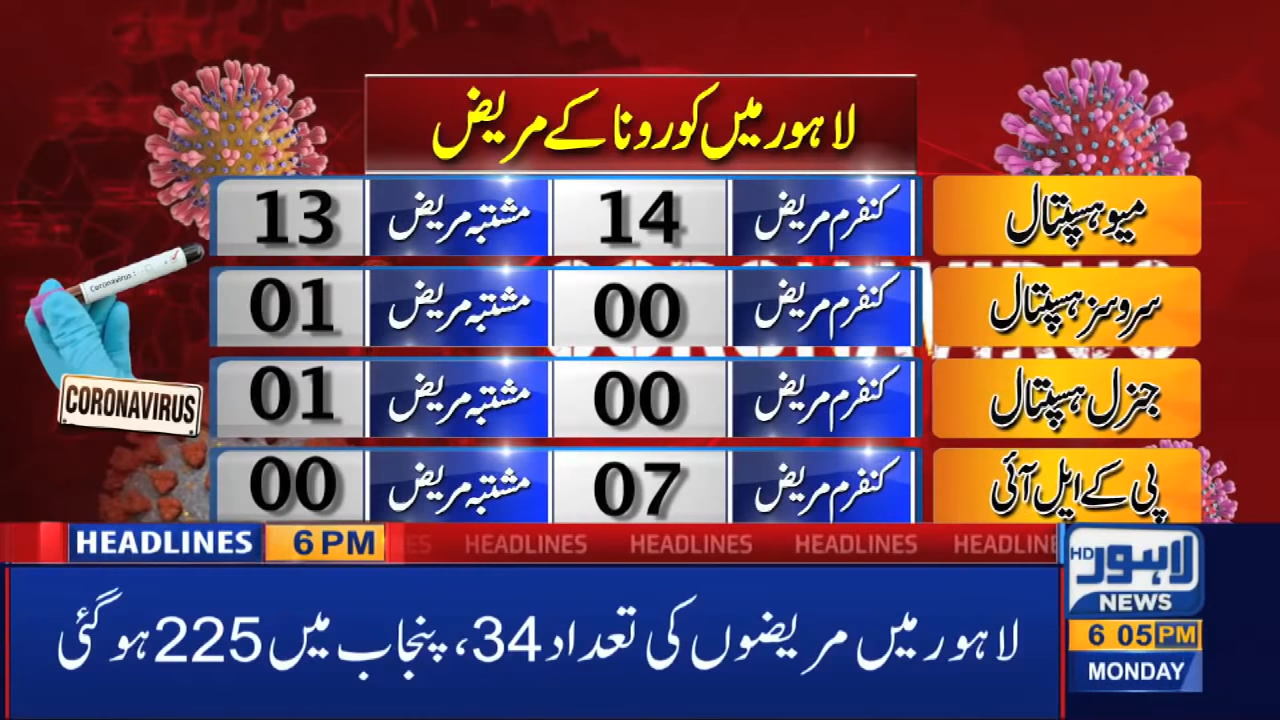 لاہور میں کورونا کے مریض
میو ہسپتال کنفرم مریض 14 مشتبہ مریض 13
سروسز ہسپتال کنفرم مریض 00 مشتبہ مریض 01
جنرل ہسپتال کنفرم مریض 00 مشتبہ مریض 01
پی کے ایل آئی کنفرم مریض 07 مشتبہ مریض 00
Coronavirus:
CORONAVIRUS
CORONAVIRUS
HEADLINES 6 PM HEADLINES HEADLINES HEADLINES HEADLINES
لاہور میں مریضوں کی تعداد 34، پنجاب میں 225 ہو گئی
HD لاہور
NEWS
6 05 PM
MONDAY